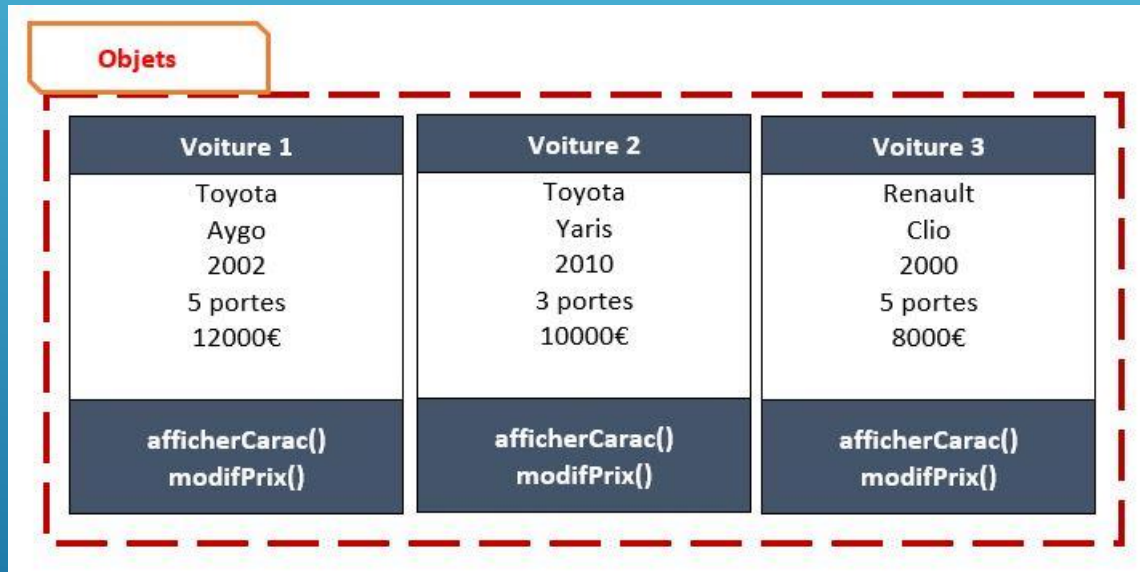 Objets
Voiture 1
Toyota
Aygo
2002
5 portes
12000€
afficherCarac()
modifPrix()
Voiture 2
Toyota
Yaris
2010
3 portes
10000€
afficherCarac()
modifPrix()
Voiture 3
Renault
Clio
2000
5 portes
8000€
afficherCarac()
modifPrix()